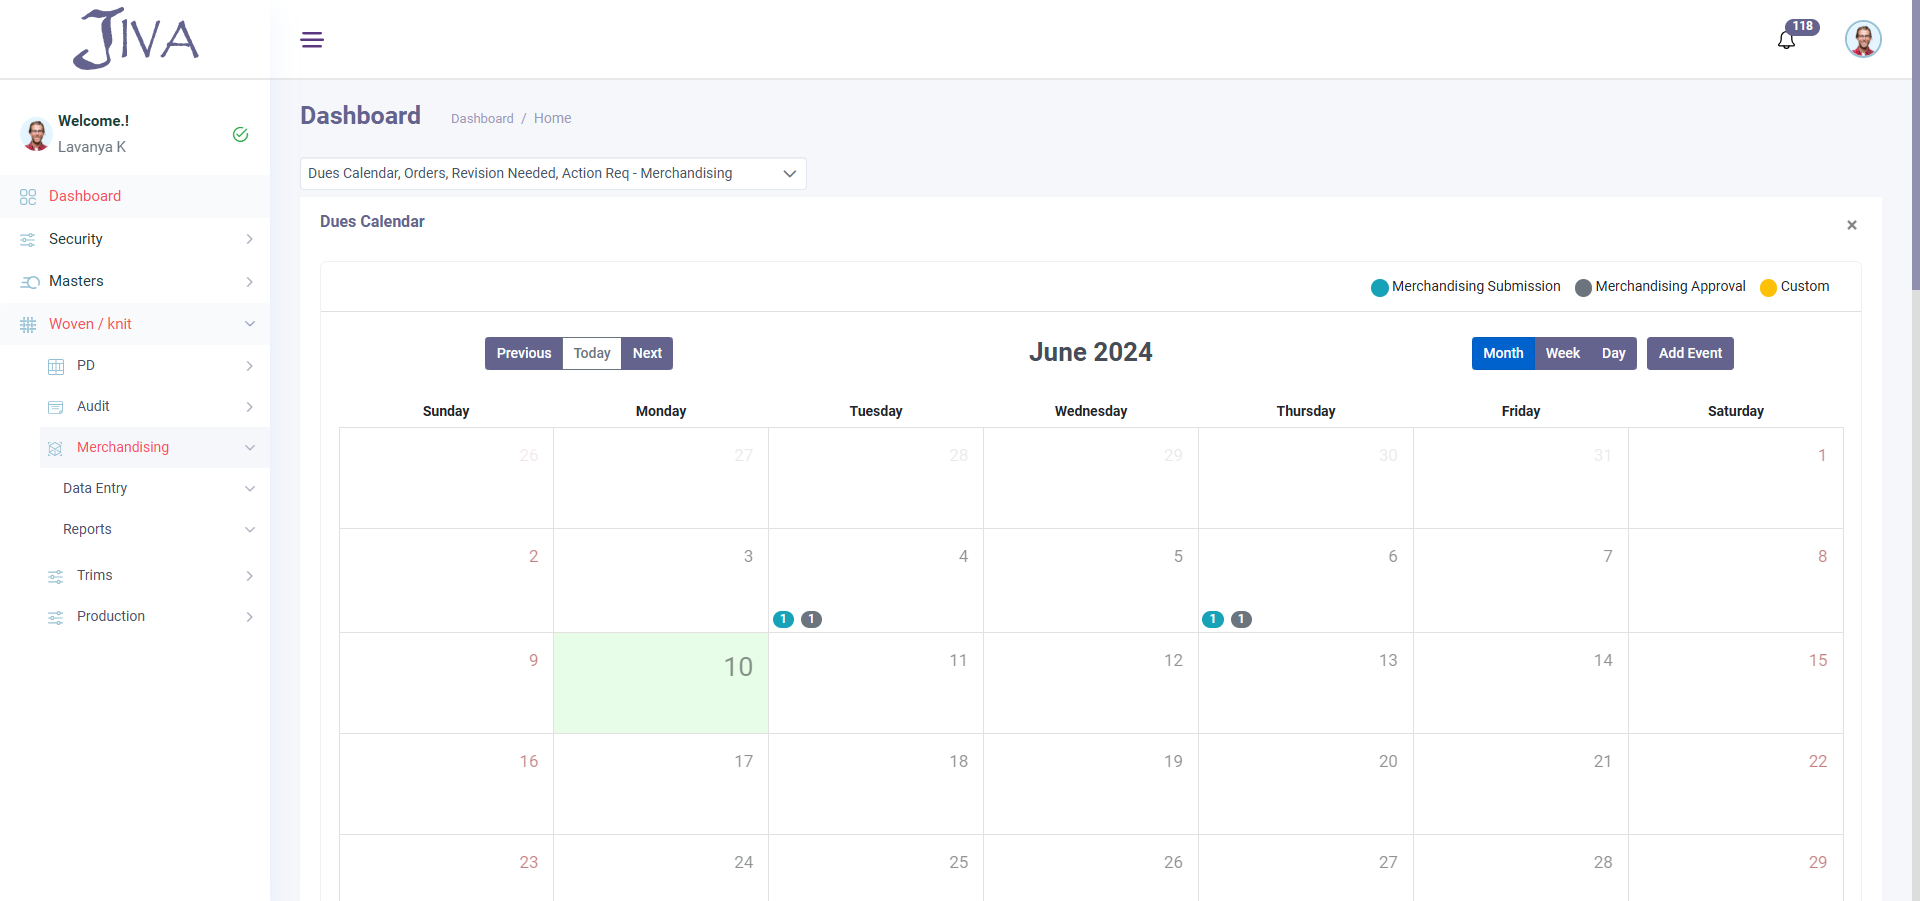 JIVA
118
Welcome.!
Lavanya K
Dashboard
Security
Masters
Woven / knit
PD
Audit
Merchandising
Data Entry
Reports
Trims
Production
Dashboard
Dashboard / Home
Dues Calendar, Orders, Revision Needed, Action Req - Merchandising
Dues Calendar
×
Merchandising Submission Merchandising Approval Custom
Previous Today Next
June 2024
Month Week Day Add Event
Sunday Monday Tuesday Wednesday Thursday Friday Saturday
26 27 28 29 30 31 1
2 3 4 5 6 7 8
1 1 1 1
9 10 11 12 13 14 15
16 17 18 19 20 21 22
23 24 25 26 27 28 29